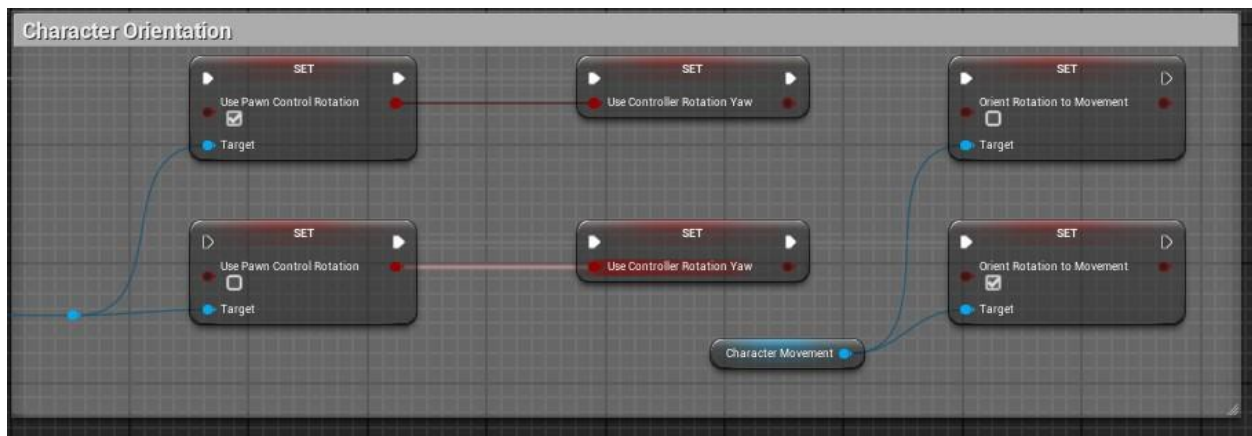 Character Orientation
SET
Use Pawn Control Rotation
Target
SET
Use Controller Rotation Yaw
SET
Orient Rotation to Movement
Target
SET
Use Pawn Control Rotation
Target
SET
Use Controller Rotation Yaw
SET
Orient Rotation to Movement
Target
Character Movement